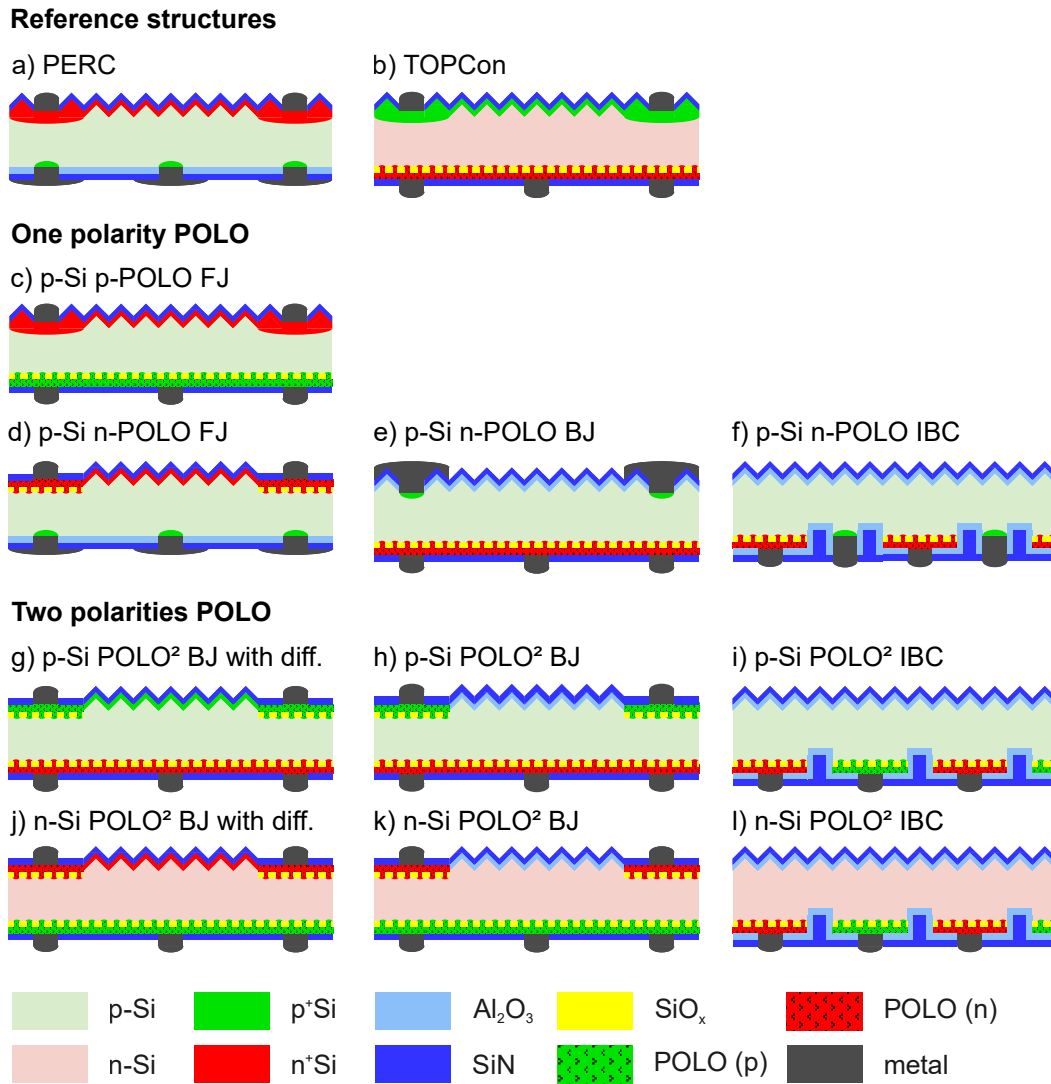 Reference structures
a) PERC
b) TOPCon
One polarity POLO
c) p-Si p-POLO FJ
d) p-Si n-POLO FJ
e) p-Si n-POLO BJ
f) p-Si n-POLO IBC
Two polarities POLO
g) p-Si POLO² BJ with diff.
h) p-Si POLO² BJ
i) p-Si POLO² IBC
j) n-Si POLO² BJ with diff.
k) n-Si POLO² BJ
l) n-Si POLO² IBC
p-Si
p⁺Si
Al₂O₃
SiOₓ
POLO (n)
n-Si
n⁺Si
SiN
POLO (p)
metal